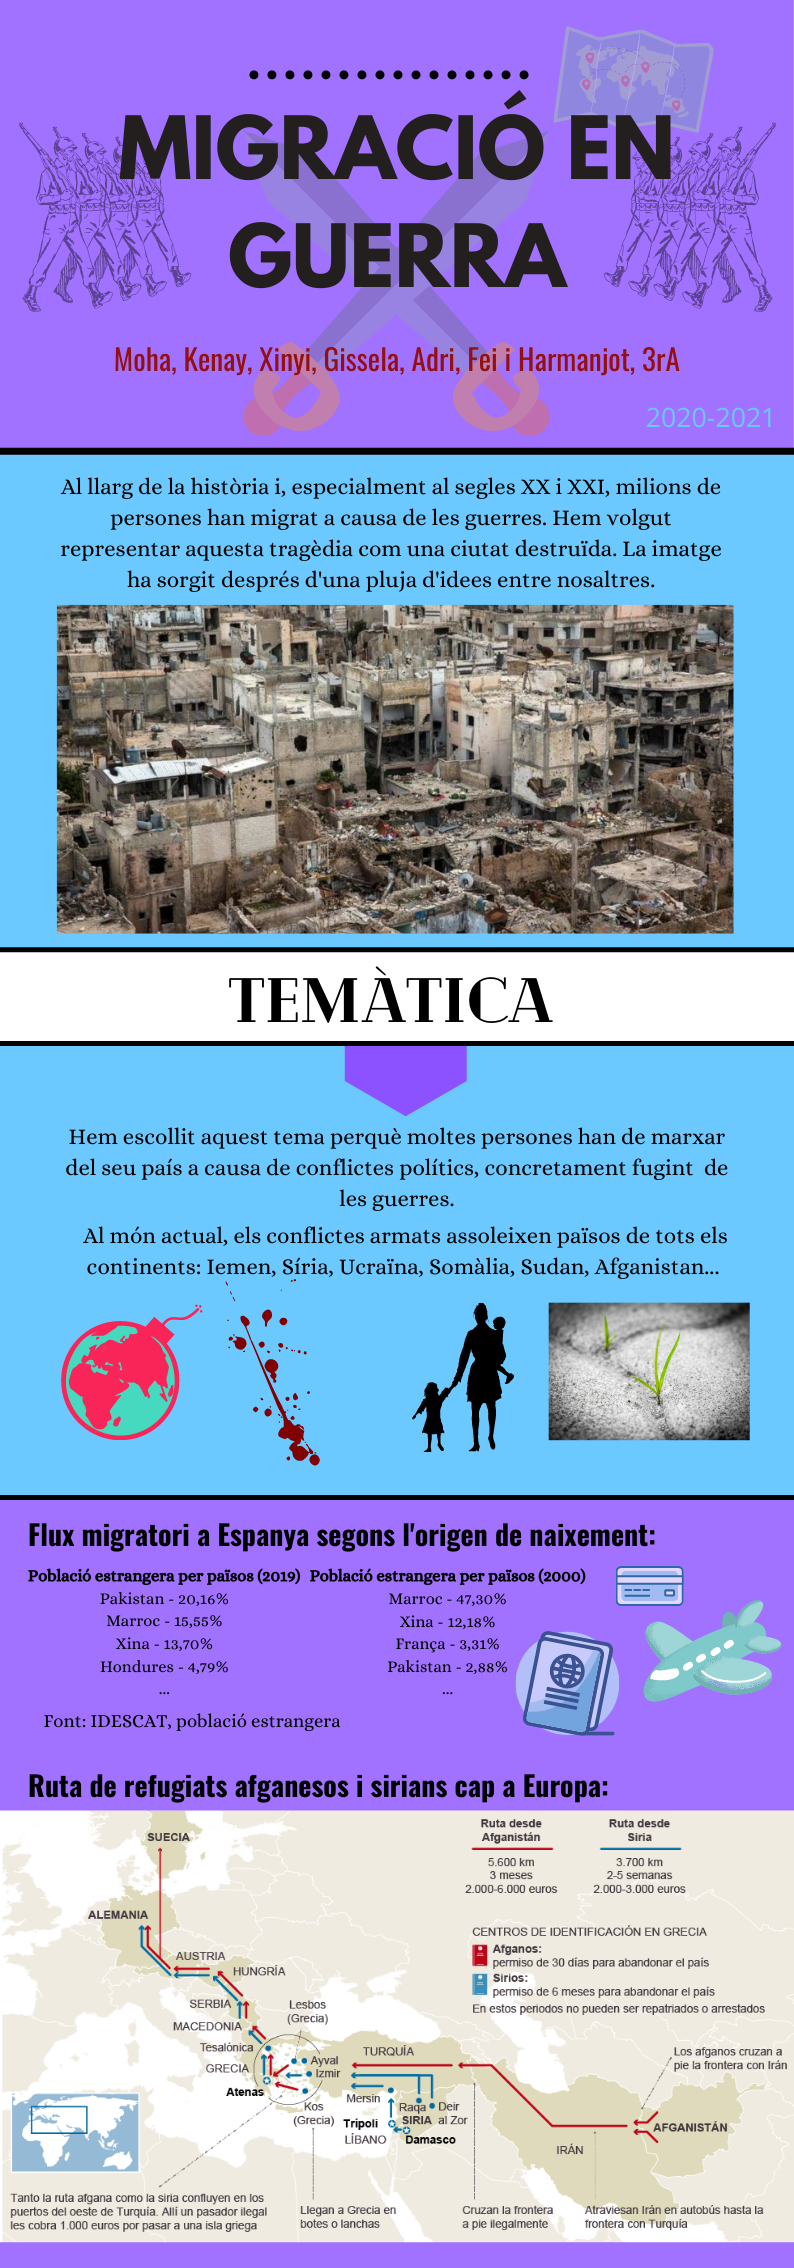 MIGRACIÓ EN
GUERRA
Moha, Kenay, Xinyi, Gissela, Adri, Fei i Harmanjot, 3rA
2020-2021
Al llarg de la història i, especialment al segles XX i XXI, milions de
persones han migrat a causa de les guerres. Hem volgut
representar aquesta tragèdia com una ciutat destruïda. La imatge
ha sorgit després d'una pluja d'idees entre nosaltres.
TEMÀTICA
Hem escollit aquest tema perquè moltes persones han de marxar
del seu país a causa de conflictes polítics, concretament fugint de
les guerres.
Al món actual, els conflictes armats assoleixen països de tots els
continents: Iemen, Síria, Ucraïna, Somàlia, Sudan, Afganistan...
Flux migratori a Espanya segons l'origen de naixement:
Població estrangera per països (2019)
Pakistan - 20,16%
Marroc - 15,55%
Xina - 13,70%
Hondures - 4,79%
...
Població estrangera per països (2000)
Marroc - 47,30%
Xina - 12,18%
França - 3,31%
Pakistan - 2,88%
...
Font: IDESCAT, població estrangera
Ruta de refugiats afganesos i sirians cap a Europa:
Ruta desde
Afganistán
5.600 km
3 meses
2.000-6.000 euros
Ruta desde
Siria
3.700 km
2-5 semanas
2.000-3.000 euros
CENTROS DE IDENTIFICACIÓN EN GRECIA
Afganos:
permiso de 30 días para abandonar el país
Sirios:
permiso de 6 meses para abandonar el país
En estos periodos no pueden ser repatriados o arrestados
SUECIA
ALEMANIA
AUSTRIA
HUNGRÍA
SERBIA
MACEDONIA
Lesbos
(Grecia)
Tesalónica
GRECIA
Atenas
Ayval
Izmir
Kos
(Grecia)
TURQUÍA
Mersin
Raqa
SIRIA
Deir
al Zor
Trípoli
LÍBANO
Damasco
Los afganos cruzan a
pie la frontera con Irán
AFGANISTÁN
IRÁN
Tanto la ruta afgana como la siria confluyen en los
puertos del oeste de Turquía. Allí un pasador ilegal
les cobra 1.000 euros por pasar a una isla griega
Llegan a Grecia en
botes o lanchas
Cruzan la frontera
a pie ilegalmente
Atraviesan Irán en autobús hasta la
frontera con Turquía